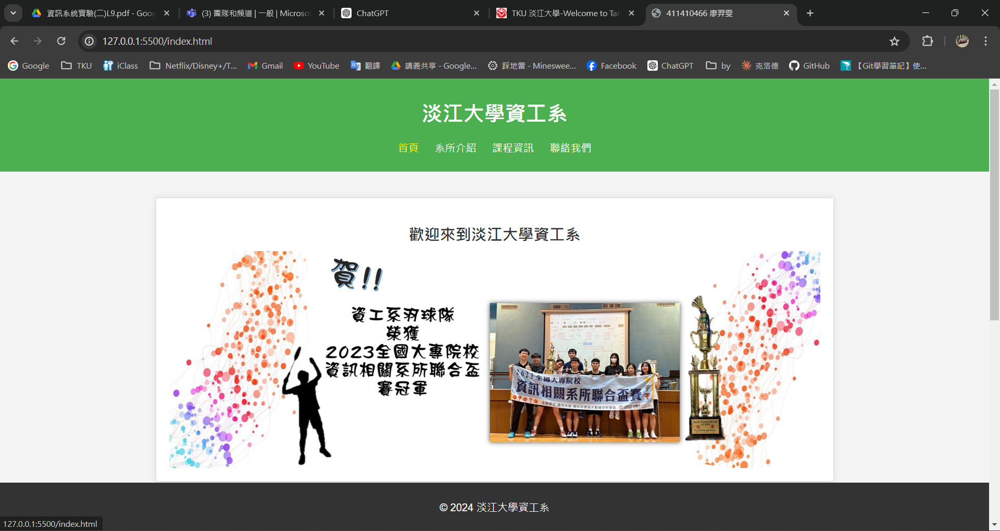 資訊系統實驗(二)L9.pdf - Goog
(3) 團隊和頻道 | 一般 | Microso
ChatGPT
TKU 淡江大學-Welcome to Tam
411410466 廖羿雯
127.0.0.1:5500/index.html
Google
TKU
iClass
Netflix/Disney+/T...
Gmail
YouTube
翻譯
講義共享 - Google...
踩地雷 - Mineswee...
Facebook
ChatGPT
by
克洛德
GitHub
【Git學習筆記】使...
淡江大學資工系
首頁 系所介紹 課程資訊 聯絡我們
歡迎來到淡江大學資工系
賀!!
資工系羽球隊
榮獲
2023全國大專院校
資訊相關系所聯合盃
賽冠軍
2023全國大專院校
資訊相關系所聯合盃賽
冠軍
© 2024 淡江大學資工系
127.0.0.1:5500/index.html